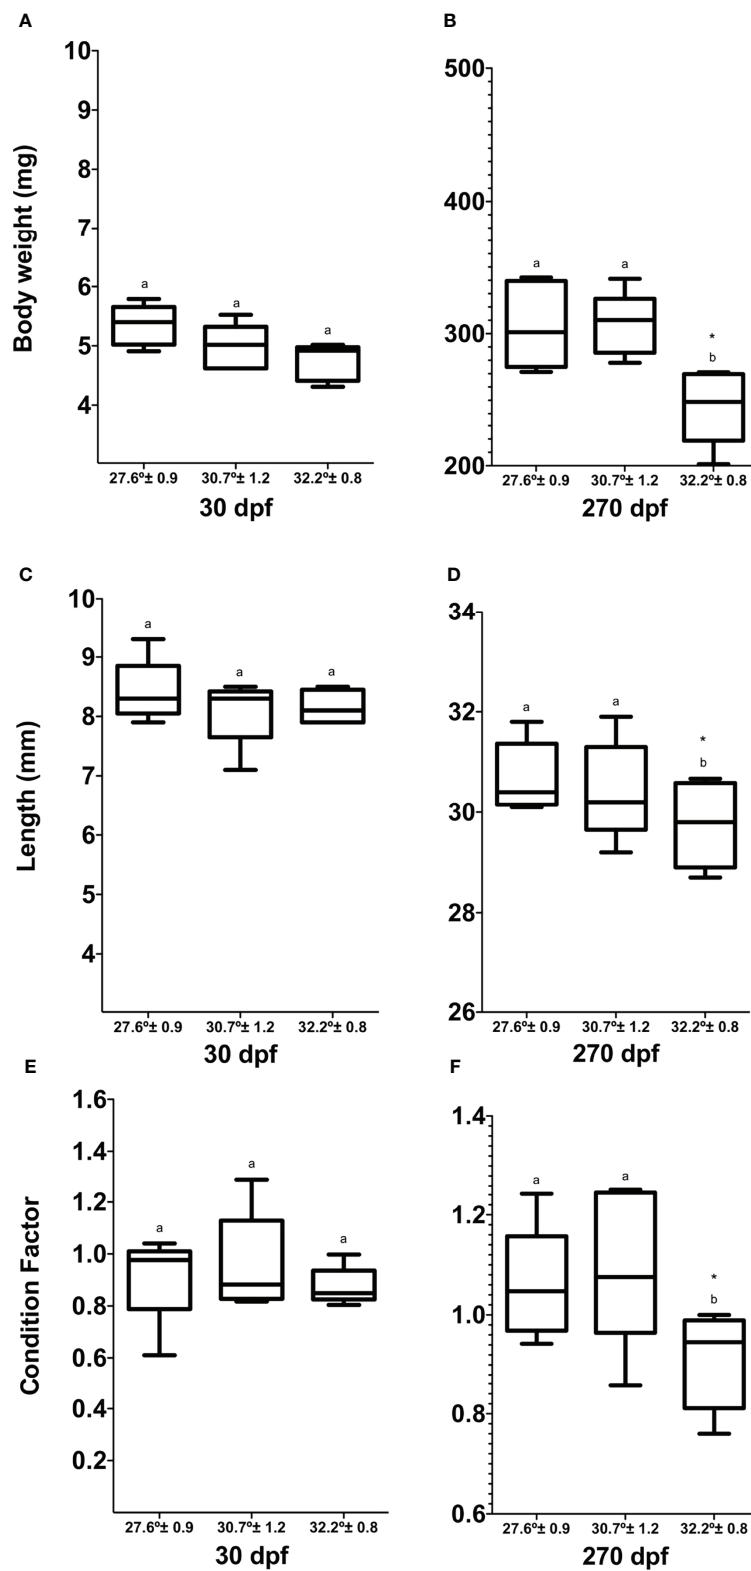 A
Body weight (mg)
10
9
8
7
6
5
4
a
a
a
27.6º± 0.9 30.7º± 1.2 32.2º± 0.8
30 dpf
B
500
400
300
200
a
a
*
b
27.6º± 0.9 30.7º± 1.2 32.2º± 0.8
270 dpf
C
Length (mm)
10
9
8
7
6
5
4
a
a
a
27.6º± 0.9 30.7º± 1.2 32.2º± 0.8
30 dpf
D
34
32
30
28
26
a
a
*
b
27.6º± 0.9 30.7º± 1.2 32.2º± 0.8
270 dpf
E
Condition Factor
1.6
1.4
1.2
1.0
0.8
0.6
0.4
0.2
a
a
a
27.6º± 0.9 30.7º± 1.2 32.2º± 0.8
30 dpf
F
1.4
1.2
1.0
0.8
0.6
a
a
*
b
27.6º± 0.9 30.7º± 1.2 32.2º± 0.8
270 dpf